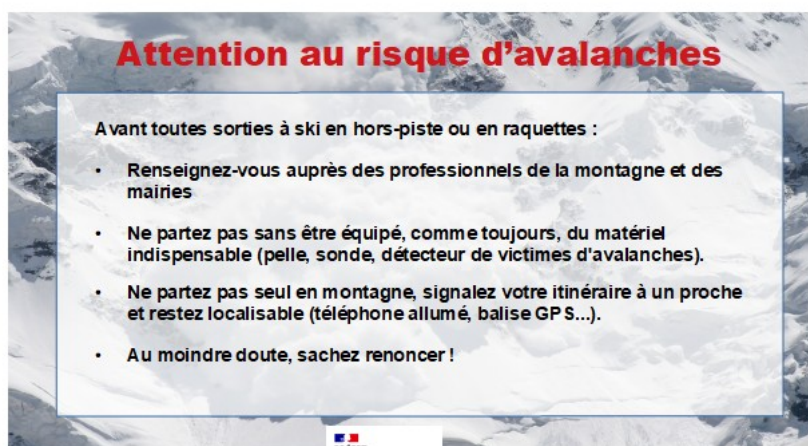 Attention au risque d'avalanches
Avant toutes sorties à ski en hors-piste ou en raquettes :
• Renseignez-vous auprès des professionnels de la montagne et des
mairies
• Ne partez pas sans être équipé, comme toujours, du matériel
indispensable (pelle, sonde, détecteur de victimes d'avalanches).
• Ne partez pas seul en montagne, signalez votre itinéraire à un proche
et restez localisable (téléphone allumé, balise GPS...).
• Au moindre doute, sachez renoncer !